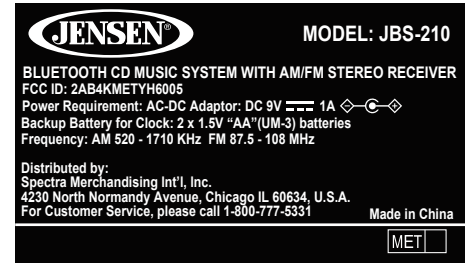 JENSEN®
MODEL: JBS-210
BLUETOOTH CD MUSIC SYSTEM WITH AM/FM STEREO RECEIVER
FCC ID: 2AB4KMETYH6005
Power Requirement: AC-DC Adaptor: DC 9V 1A
Backup Battery for Clock: 2 x 1.5V “AA”(UM-3) batteries
Frequency: AM 520 - 1710 KHz FM 87.5 - 108 MHz
Distributed by:
Spectra Merchandising Int’l, Inc.
4230 North Normandy Avenue, Chicago IL 60634, U.S.A.
For Customer Service, please call 1-800-777-5331
Made in China
MET